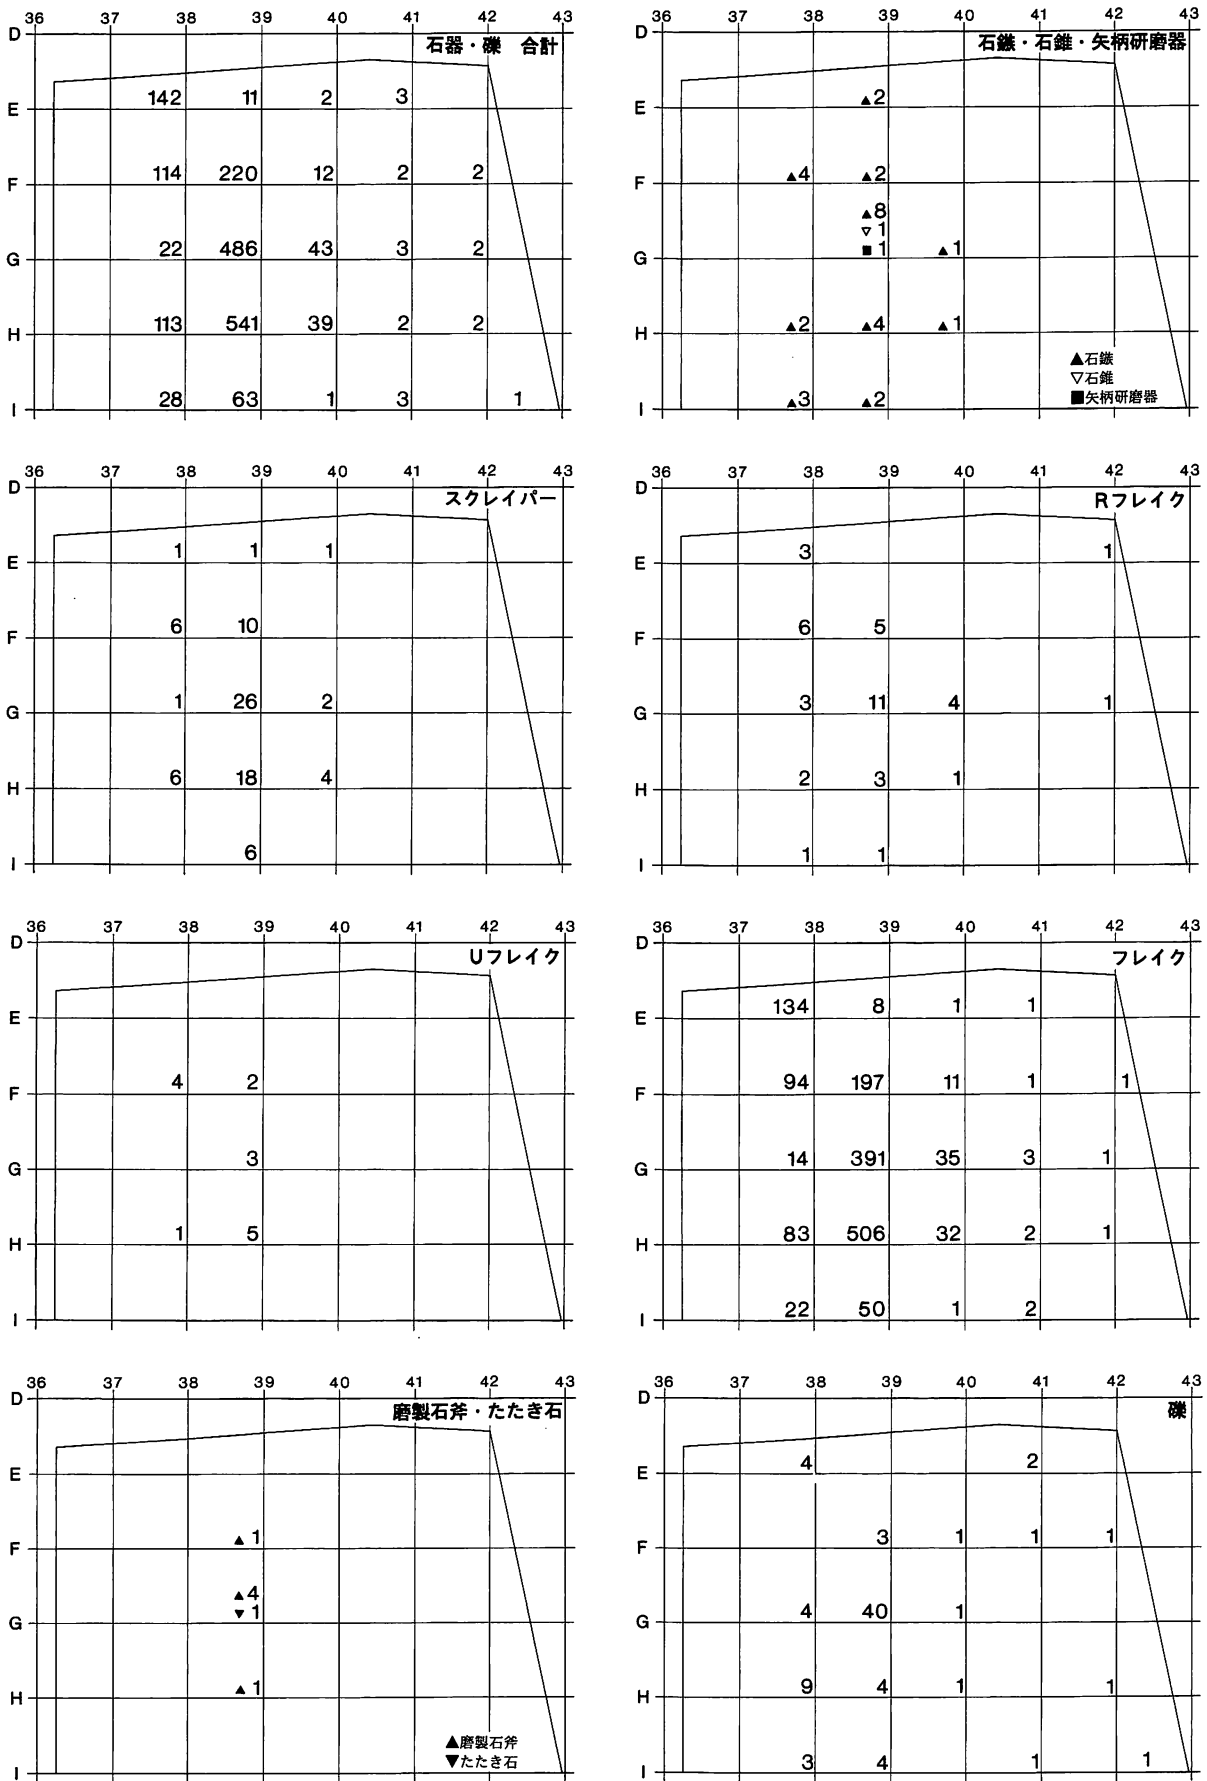 36 37 38 39 40 41 42 43
D
石器・礫 合計
142 11 2 3
E
114 220 12 2 2
F
22 486 43 3 2
G
113 541 39 2 2
H
28 63 1 3 1
I
36 37 38 39 40 41 42 43
D
石鏃・石錐・矢柄研磨器
▲2
E
▲4 ▲2
F
▲8
▽1
■1 ▲1
G
▲2 ▲4 ▲1
H
▲石鏃
▽石錐
■矢柄研磨器
▲3 ▲2
I
36 37 38 39 40 41 42 43
D
スクレイパー
1 1 1
E
6 10
F
1 26 2
G
6 18 4
H
6
I
36 37 38 39 40 41 42 43
D
Rフレイク
3 1
E
6 5
F
3 11 4 1
G
2 3 1
H
1 1
I
36 37 38 39 40 41 42 43
D
Uフレイク
E
4 2
F
3
G
1 5
H
I
36 37 38 39 40 41 42 43
D
フレイク
134 8 1 1
E
94 197 11 1 1
F
14 391 35 3 1
G
83 506 32 2 1
H
22 50 1 2
I
36 37 38 39 40 41 42 43
D
磨製石斧・たたき石
E
▲1
F
▲4
▼1
G
▲1
H
▲磨製石斧
▼たたき石
I
36 37 38 39 40 41 42 43
D
礫
4 2
E
3 1 1 1
F
4 40 1
G
9 4 1 1
H
3 4 1 1
I